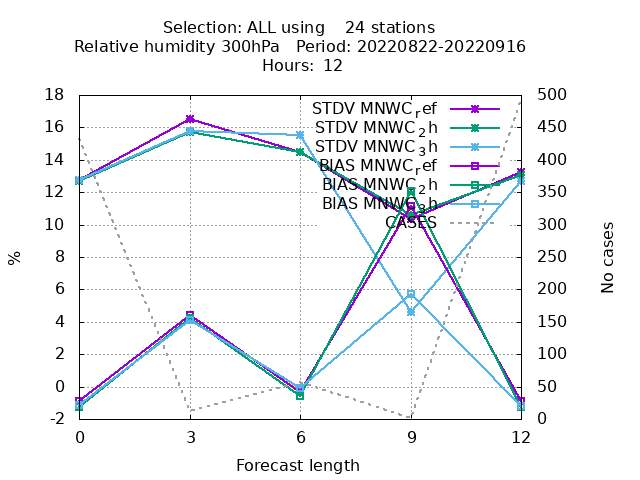 Selection: ALL using    24 stations
Relative humidity 300hPa   Period: 20220822-20220916
Hours: 12
STDV MNWC_ref
STDV MNWC_2h
STDV MNWC_3h
BIAS MNWC_ref
BIAS MNWC_2h
BIAS MNWC_3h
CASES
18
16
14
12
10
8
6
4
2
0
-2
%
500
450
400
350
300
250
200
150
100
50
0
No cases
0 3 6 9 12
Forecast length